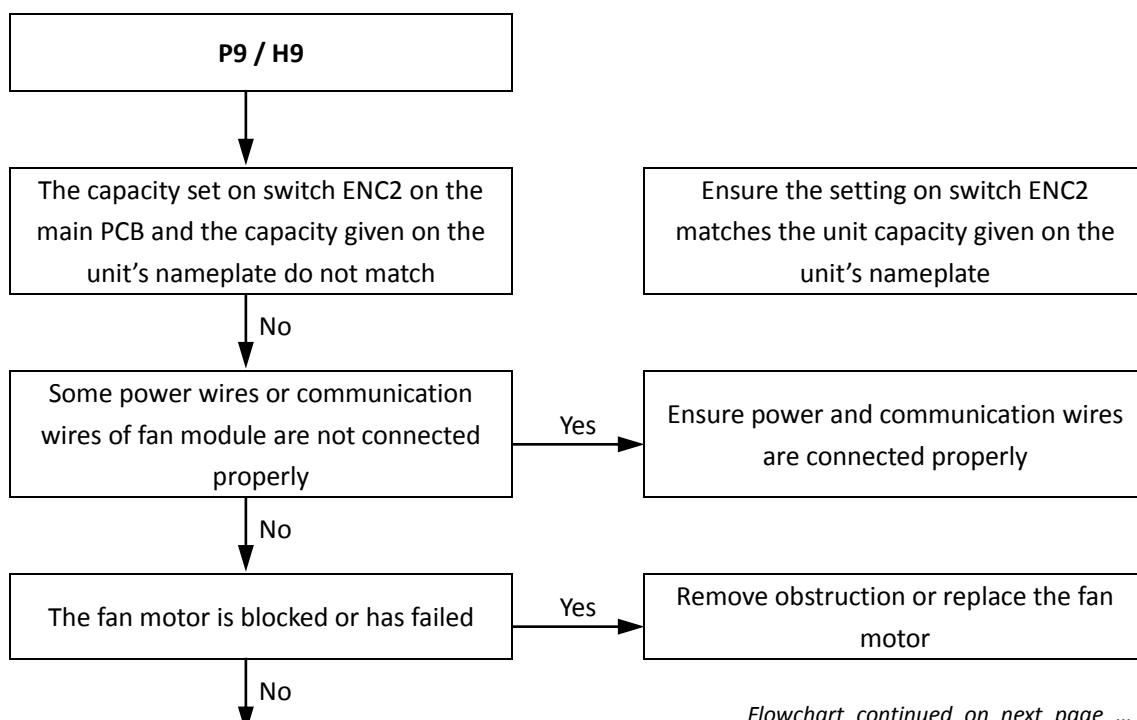 P9 / H9
The capacity set on switch ENC2 on the
main PCB and the capacity given on the
unit’s nameplate do not match
Ensure the setting on switch ENC2
matches the unit capacity given on the
unit’s nameplate
No
Some power wires or communication
wires of fan module are not connected
properly
Yes
Ensure power and communication wires
are connected properly
No
The fan motor is blocked or has failed
Yes
Remove obstruction or replace the fan
motor
No
Flowchart continued on next page …